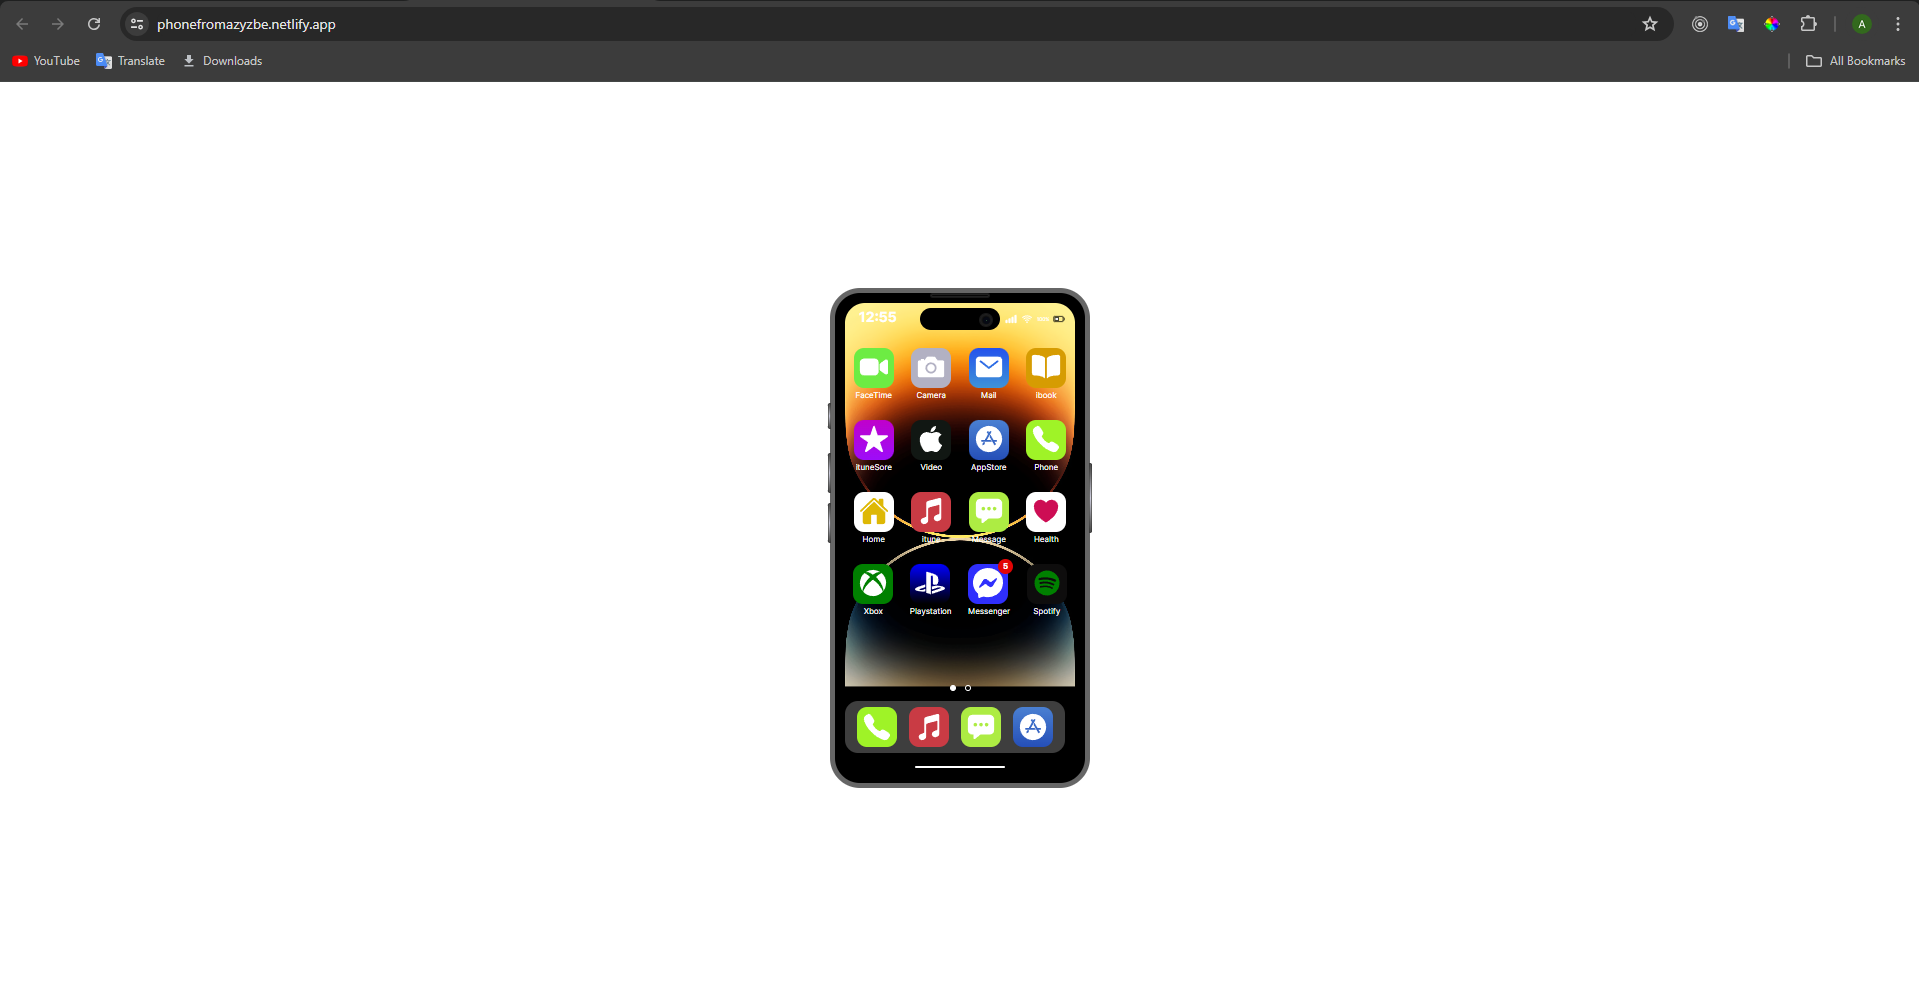 phonefromazyzbe.netlify.app
A
YouTube Translate Downloads All Bookmarks
12:55
FaceTime Camera Mail ibook
ituneSore Video AppStore Phone
Home itune Message Health
5
Xbox Playstation Messenger Spotify